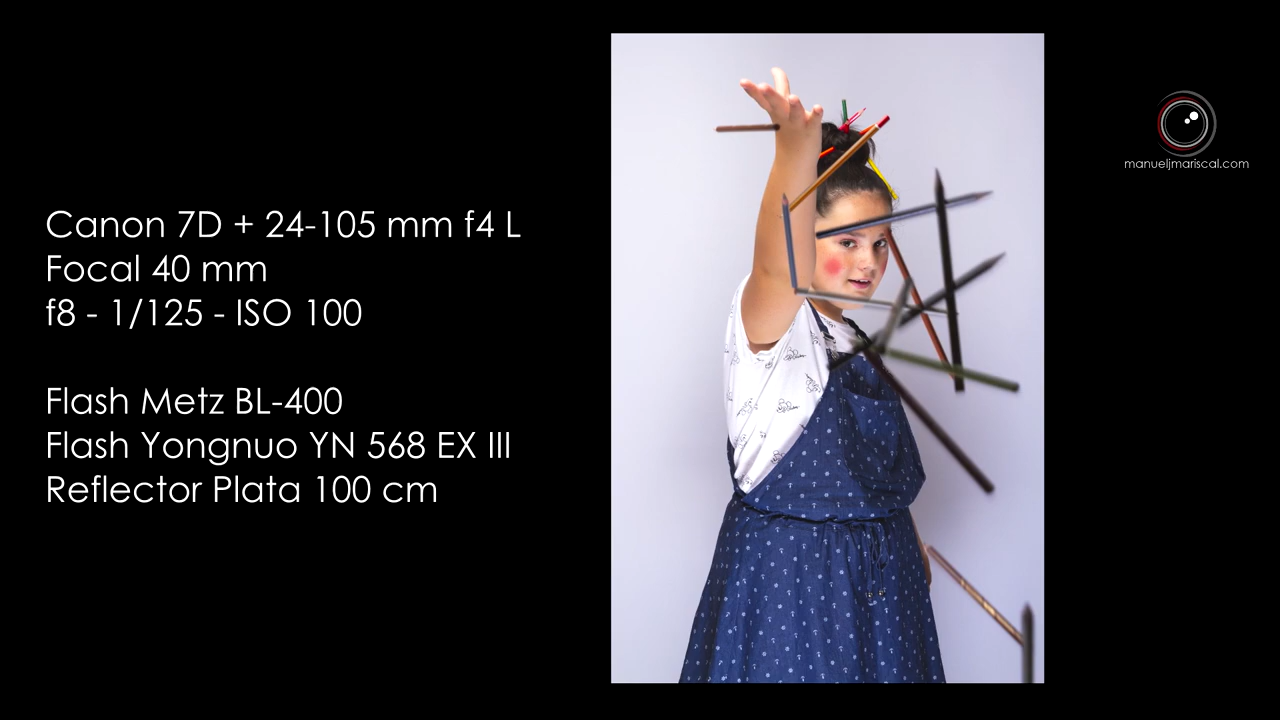 Canon 7D + 24-105 mm f4 L
Focal 40 mm
f8 - 1/125 - ISO 100
Flash Metz BL-400
Flash Yongnuo YN 568 EX III
Reflector Plata 100 cm
manueljmariscal.com